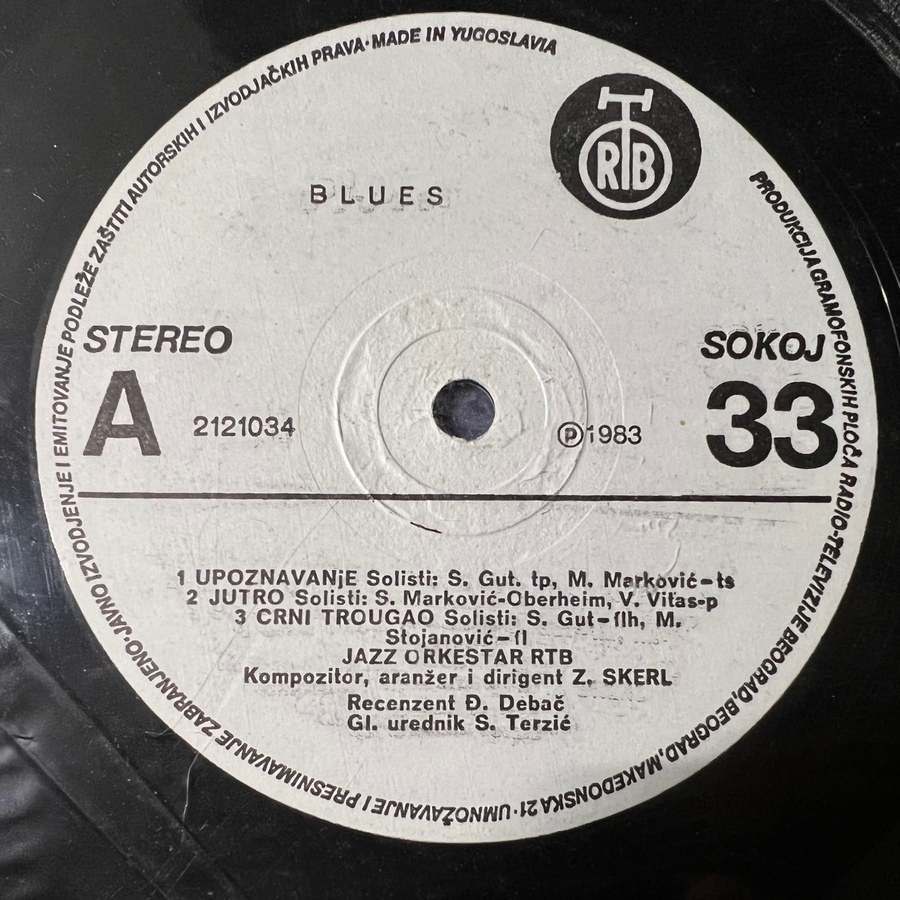 JAVNO IZVODJENJE I EMITOVANJE PODLEŽE ZAŠTITI AUTORSKIH I IZVODJAČKIH PRAVA·MADE IN YUGOSLAVIA
PRODUKCIJA GRAMOFONSKIH PLOČA RADIO-TELEVIZIJE BEOGRAD, BEOGRAD, MAKEDONSKA 21·UMNOŽAVANJE I PRESNIMAVANJE ZABRANJENO·
RTB
BLUES
STEREO
SOKOJ
A
2121034
Ⓟ1983
33
1 UPOZNAVANjE Solisti: S. Gut. tp, M. Marković-ts
2 JUTRO Solisti: S. Marković-Oberheim, V. Vitas-p
3 CRNI TROUGAO Solisti: S. Gut-flh, M.
Stojanović-fl
JAZZ ORKESTAR RTB
Kompozitor, aranžer i dirigent Z. SKERL
Recenzent Đ. Debač
Gl. urednik S. Terzić